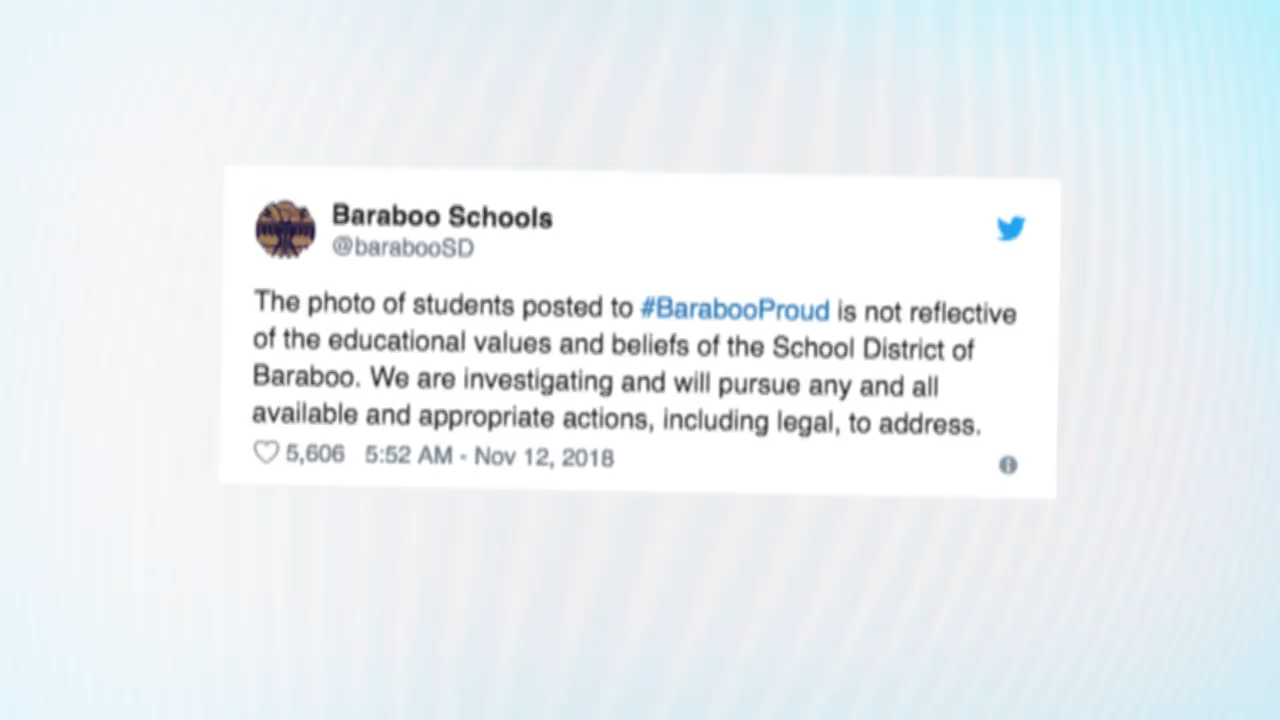 Baraboo Schools
@barabooSD
The photo of students posted to #BarabooProud is not reflective
of the educational values and beliefs of the School District of
Baraboo. We are investigating and will pursue any and all
available and appropriate actions, including legal, to address.
5,606 5:52 AM - Nov 12, 2018